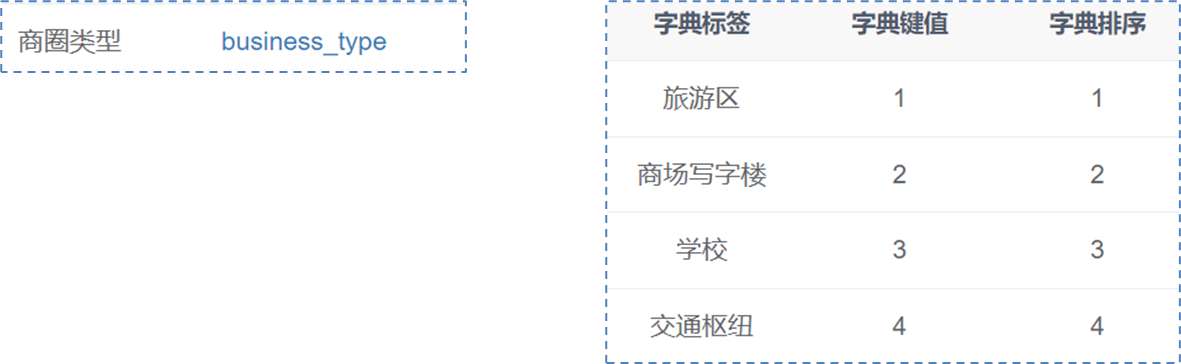 商圈类型 business_type
字典标签 字典键值 字典排序
旅游区 1 1
商场写字楼 2 2
学校 3 3
交通枢纽 4 4